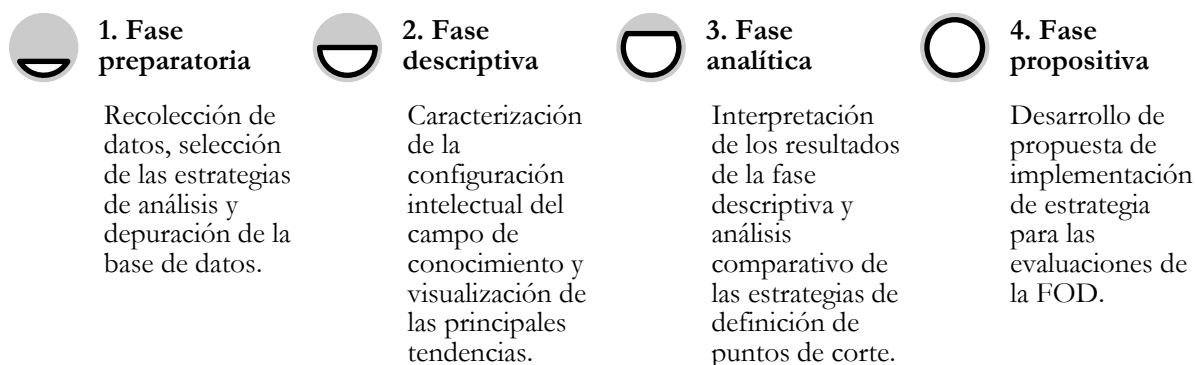 1. Fase
preparatoria
Recolección de
datos, selección
de las estrategias
de análisis y
depuración de la
base de datos.
2. Fase
descriptiva
Caracterización
de la
configuración
intelectual del
campo de
conocimiento y
visualización de
las principales
tendencias.
3. Fase
analítica
Interpretación
de los resultados
de la fase
descriptiva y
análisis
comparativo de
las estrategias de
definición de
puntos de corte.
4. Fase
propositiva
Desarrollo de
propuesta de
implementación
de estrategia
para las
evaluaciones de
la FOD.